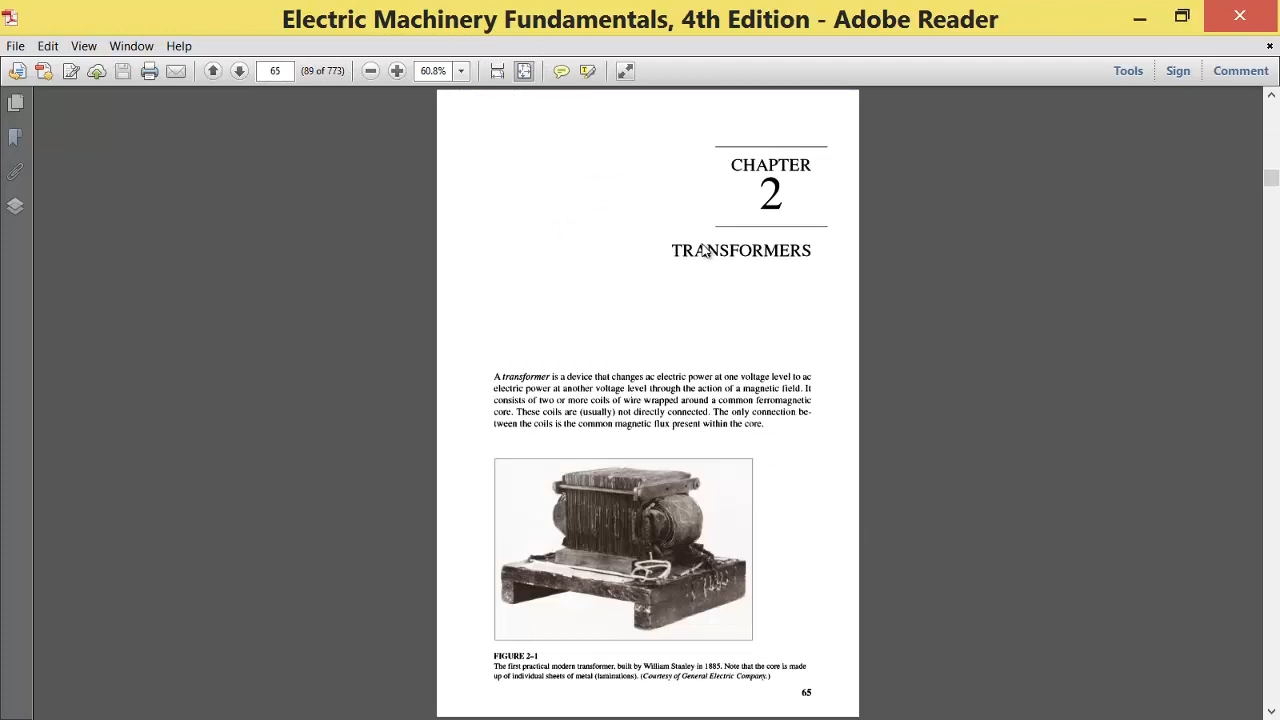 Electric Machinery Fundamentals, 4th Edition - Adobe Reader
File Edit View Window Help
65 (89 of 773) 60.8% Tools Sign Comment
CHAPTER
2
TRANSFORMERS
A transformer is a device that changes ac electric power at one voltage level to ac
electric power at another voltage level through the action of a magnetic field. It
consists of two or more coils of wire wrapped around a common ferromagnetic
core. These coils are (usually) not directly connected. The only connection be-
tween the coils is the common magnetic flux present within the core.
FIGURE 2–1
The first practical modern transformer, built by William Stanley in 1885. Note that the core is made
up of individual sheets of metal (laminations). (Courtesy of General Electric Company.)
65